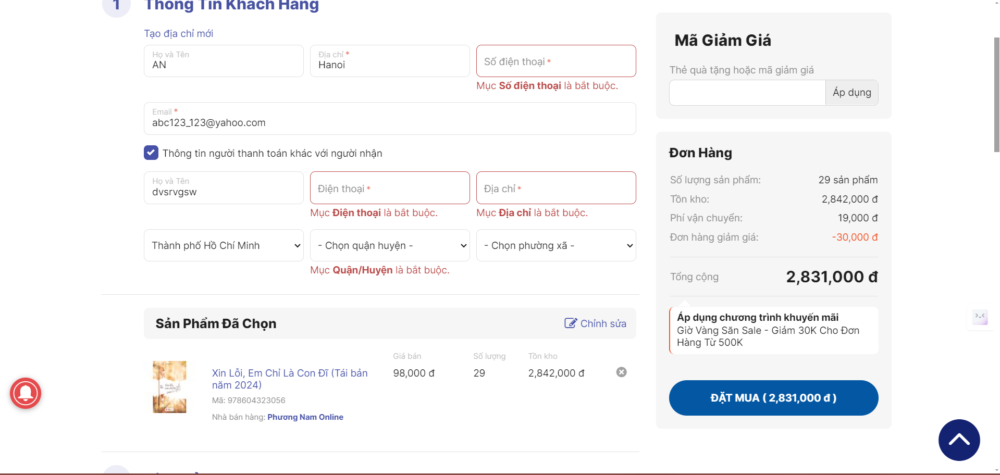 1
Thông Tin Khách Hàng
Tạo địa chỉ mới
Họ và Tên
AN
Địa chỉ *
Hanoi
Số điện thoại *
Mục Số điện thoại là bắt buộc.
Email *
abc123_123@yahoo.com
Thông tin người thanh toán khác với người nhận
Họ và Tên
dvsrvgsw
Điện thoại *
Mục Điện thoại là bắt buộc.
Địa chỉ *
Mục Địa chỉ là bắt buộc.
Thành phố Hồ Chí Minh
- Chọn quận huyện -
- Chọn phường xã -
Mục Quận/Huyện là bắt buộc.
Sản Phẩm Đã Chọn
Chỉnh sửa
Giá bán
Số lượng
Tồn kho
Xin Lỗi, Em Chỉ Là Con Đĩ (Tái bản
năm 2024)
98,000 đ
29
2,842,000 đ
Mã: 978604323056
Nhà bán hàng: Phương Nam Online
Mã Giảm Giá
Thẻ quà tặng hoặc mã giảm giá
Áp dụng
Đơn Hàng
Số lượng sản phẩm: 29 sản phẩm
Tồn kho: 2,842,000 đ
Phí vận chuyển: 19,000 đ
Đơn hàng giảm giá: -30,000 đ
Tổng cộng 2,831,000 đ
Áp dụng chương trình khuyến mãi
Giờ Vàng Săn Sale - Giảm 30K Cho Đơn
Hàng Từ 500K
ĐẶT MUA ( 2,831,000 đ )